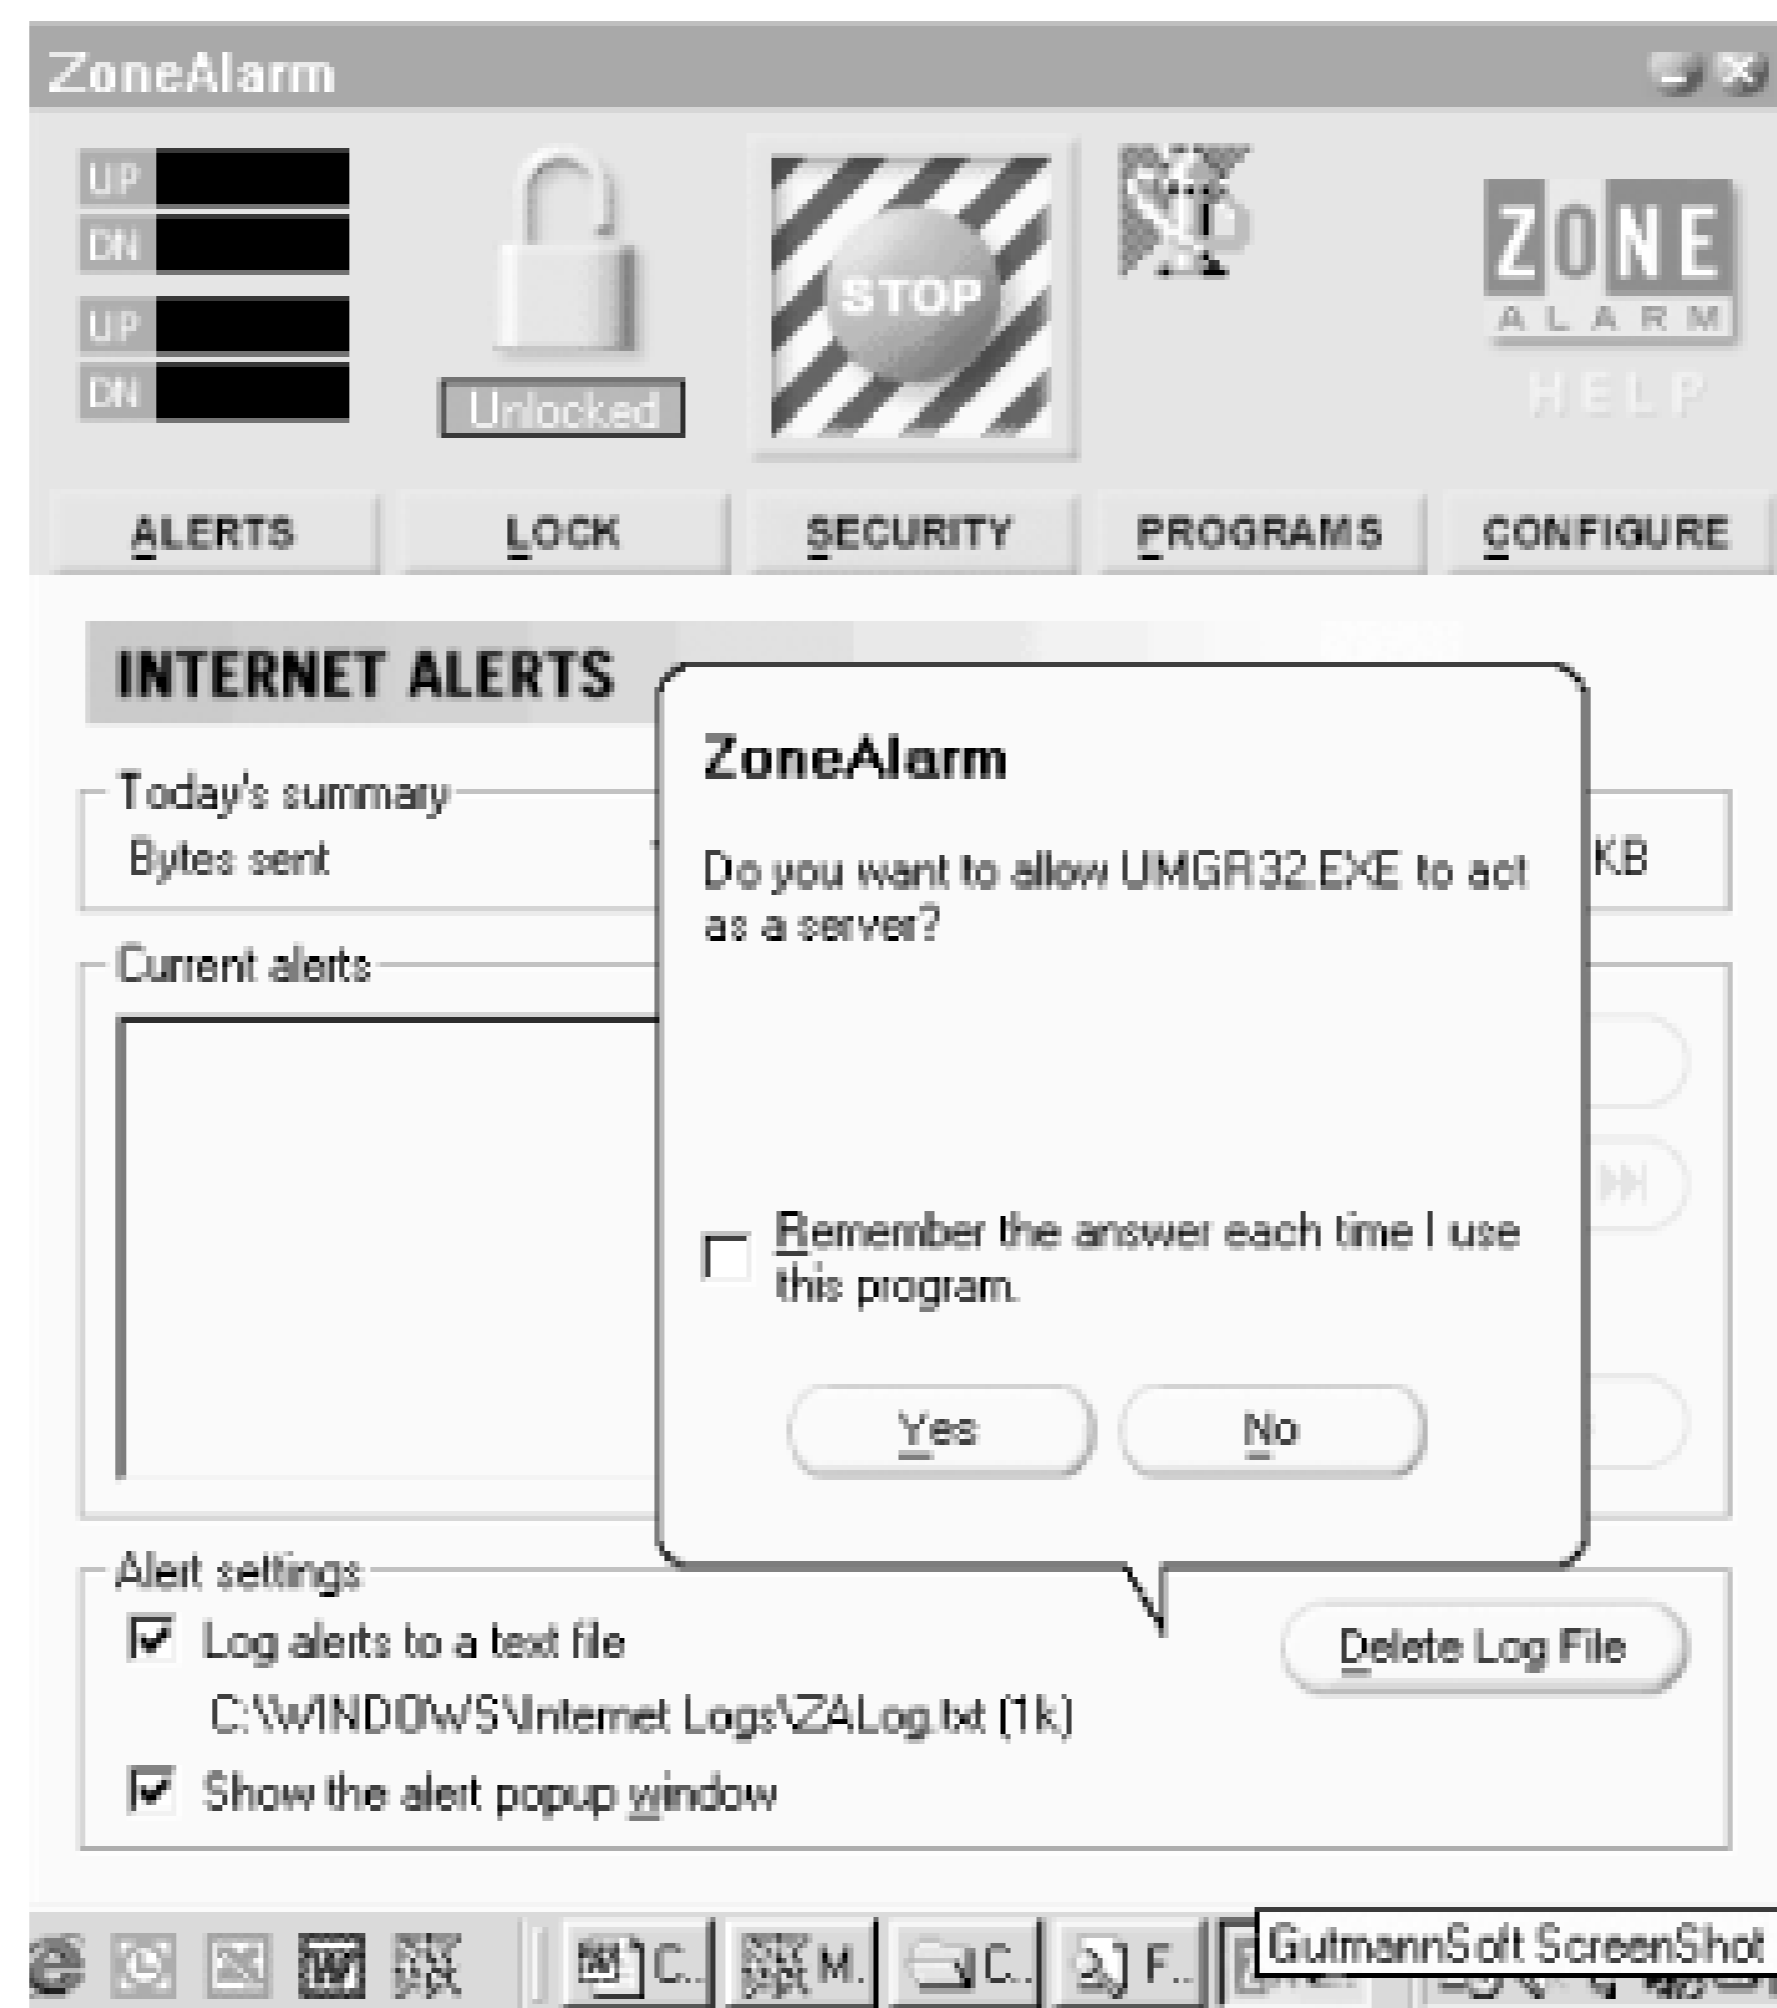 ZoneAlarm
UP
DN
UP
DN
Unlocked
STOP
ZONE
ALARM
HELP
ALERTS LOCK SECURITY PROGRAMS CONFIGURE
INTERNET ALERTS
Today's summary
Bytes sent KB
Current alerts
ZoneAlarm
Do you want to allow UMGR32.EXE to act
as a server?
Remember the answer each time I use
this program.
Yes No
Alert settings
Log alerts to a text file
Delete Log File
C:\WINDOWS\Internet Logs\ZALog.txt (1k)
Show the alert popup window
C.. M. C.. F..
GutmannSoft ScreenShot